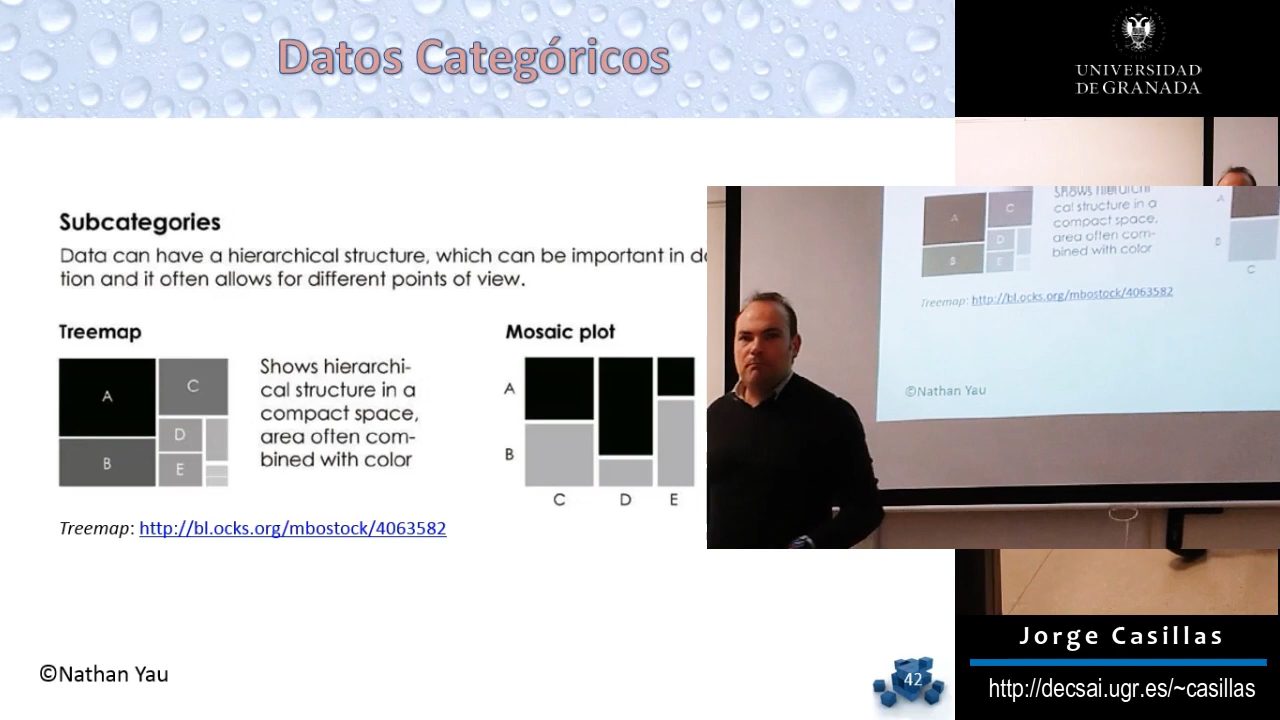 Datos Categóricos
UNIVERSIDAD
DE GRANADA
Subcategories
Data can have a hierarchical structure, which can be important in
tion and it often allows for different points of view.
Treemap
A
C
D
B
E
Shows hierarchi-
cal structure in a
compact space,
area often com-
bined with color
Mosaic plot
A
B
C D E
Treemap: http://bl.ocks.org/mbostock/4063582
©Nathan Yau
42
A
C
D
B
E
Shows hierarchi-
cal structure in a
compact space,
area often com-
bined with color
A
B
C
Treemap: http://bl.ocks.org/mbostock/4063582
©Nathan Yau
Jorge Casillas
http://decsai.ugr.es/~casillas